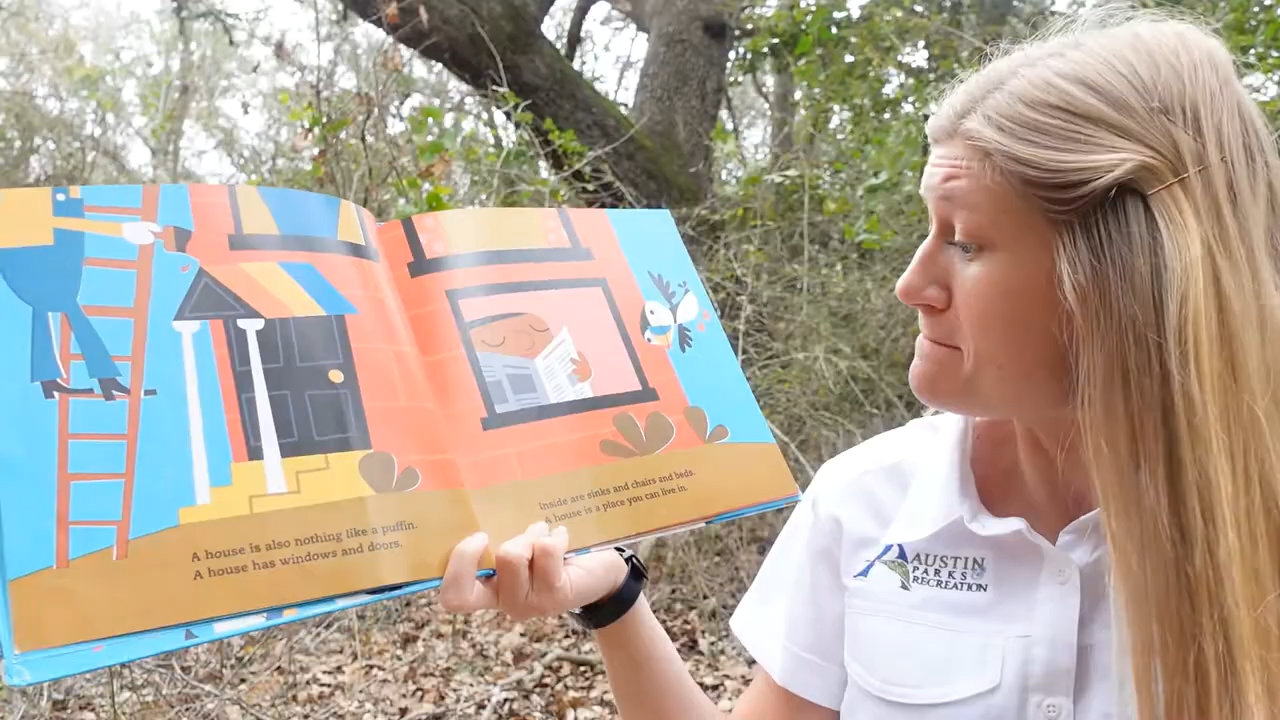 A house is also nothing like a puffin.
A house has windows and doors.
Inside are sinks and chairs and beds.
A house is a place you can live in.
AUSTIN
PARKS &
RECREATION